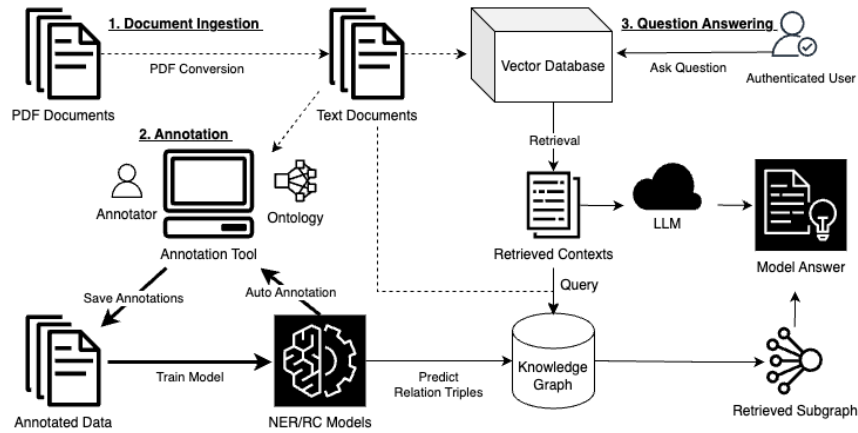 1. Document Ingestion
3. Question Answering
PDF Conversion
Vector Database
Ask Question
Authenticated User
PDF Documents
Text Documents
2. Annotation
Retrieval
Annotator
Ontology
LLM
Annotation Tool
Retrieved Contexts
Model Answer
Save Annotations
Auto Annotation
Query
Train Model
Predict
Relation Triples
Knowledge
Graph
Annotated Data
NER/RC Models
Retrieved Subgraph